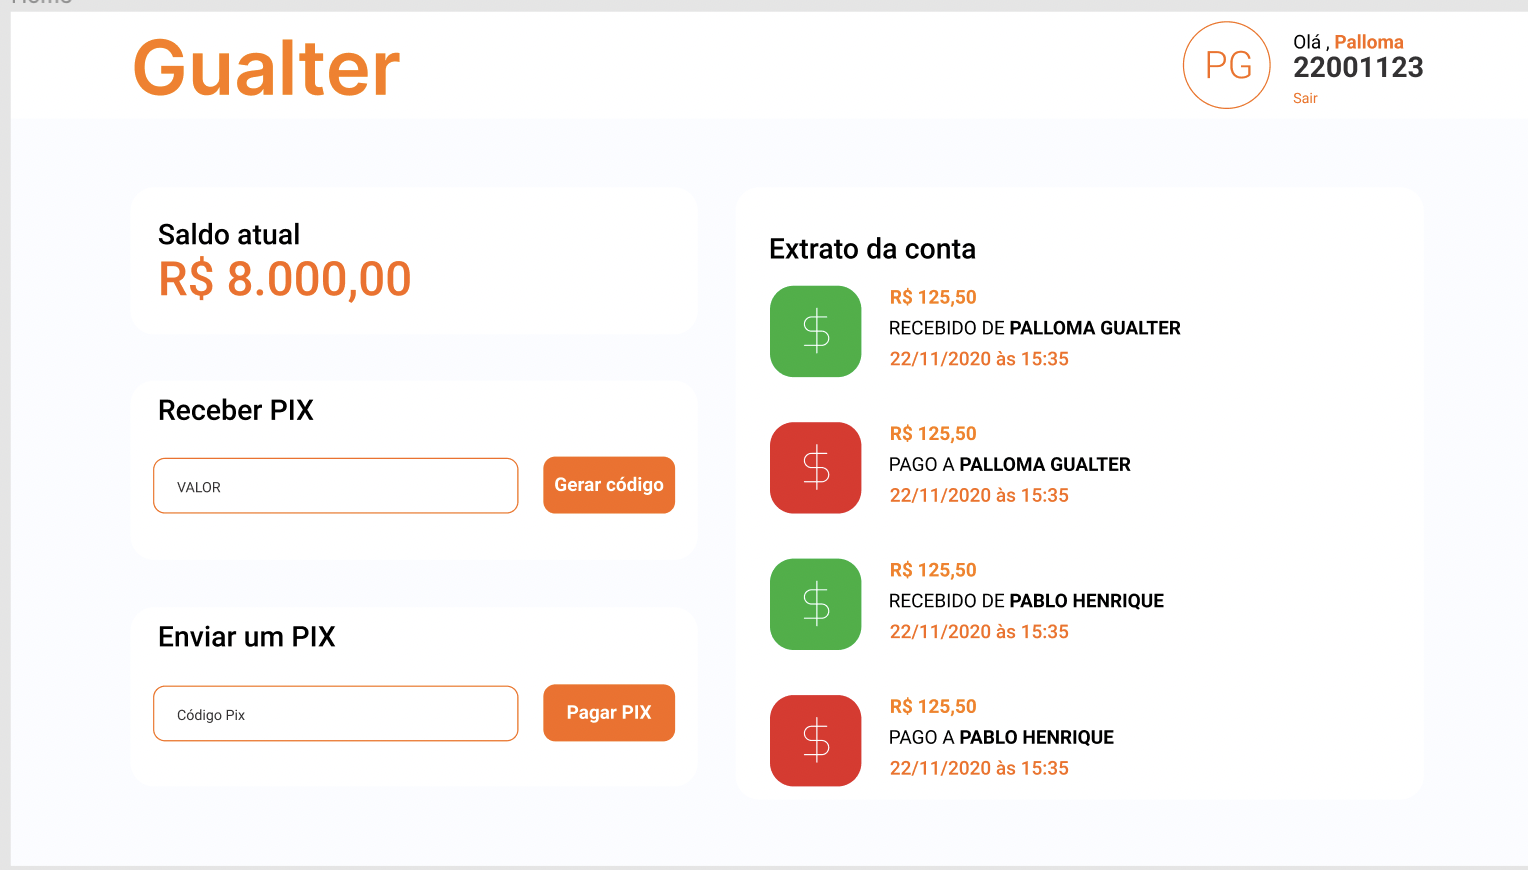 Home
Gualter
PG
Olá , Palloma
22001123
Sair
Saldo atual
R$ 8.000,00
Receber PIX
VALOR
Gerar código
Enviar um PIX
Código Pix
Pagar PIX
Extrato da conta
$
R$ 125,50
RECEBIDO DE PALLOMA GUALTER
22/11/2020 às 15:35
$
R$ 125,50
PAGO A PALLOMA GUALTER
22/11/2020 às 15:35
$
R$ 125,50
RECEBIDO DE PABLO HENRIQUE
22/11/2020 às 15:35
$
R$ 125,50
PAGO A PABLO HENRIQUE
22/11/2020 às 15:35